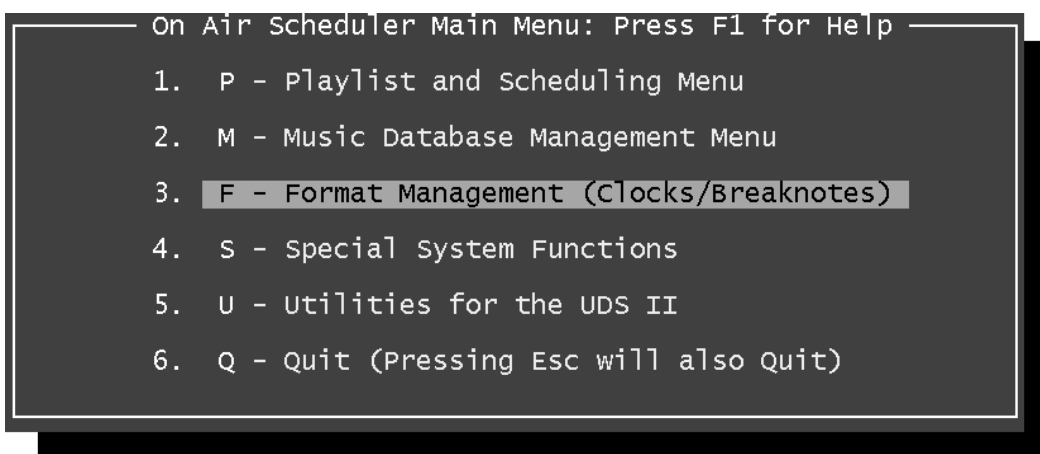 On Air Scheduler Main Menu: Press F1 for Help
1. P - Playlist and Scheduling Menu
2. M - Music Database Management Menu
3. F - Format Management (Clocks/Breaknotes)
4. S - Special System Functions
5. U - Utilities for the UDS II
6. Q - Quit (Pressing Esc will also Quit)